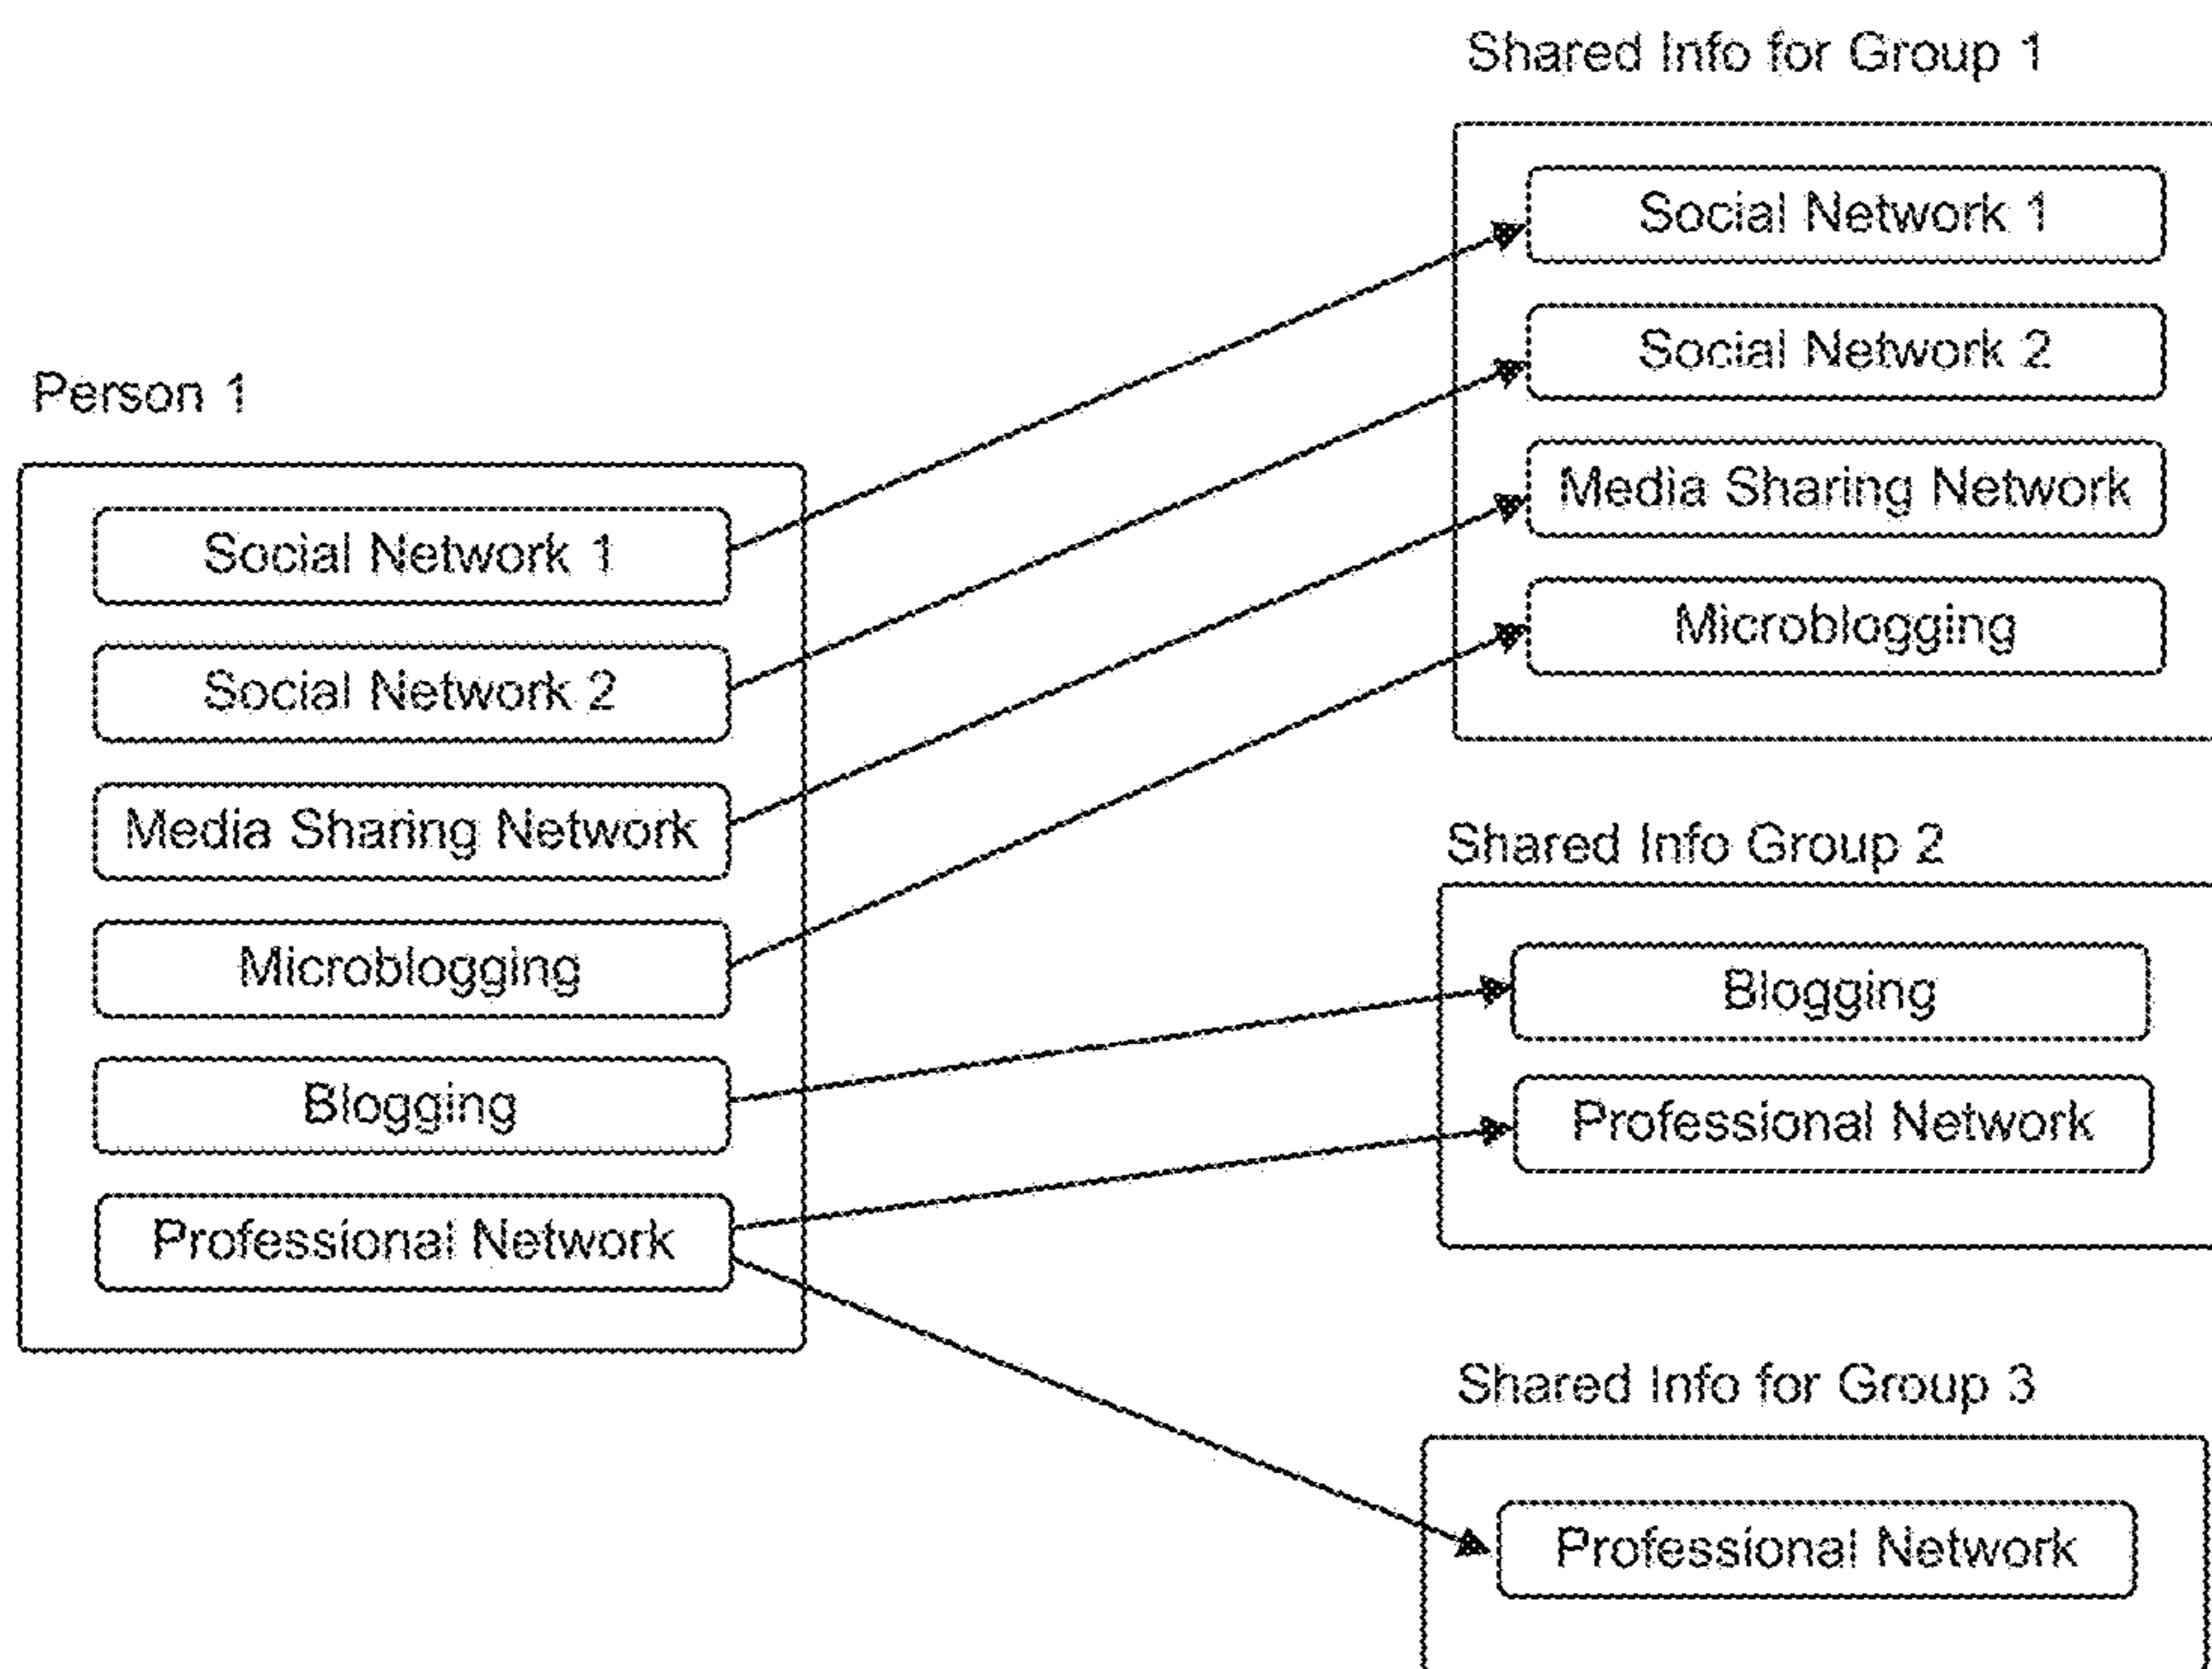 Person 1
Social Network 1
Social Network 2
Media Sharing Network
Microblogging
Blogging
Professional Network
Shared Info for Group 1
Social Network 1
Social Network 2
Media Sharing Network
Microblogging
Shared Info Group 2
Blogging
Professional Network
Shared Info for Group 3
Professional Network